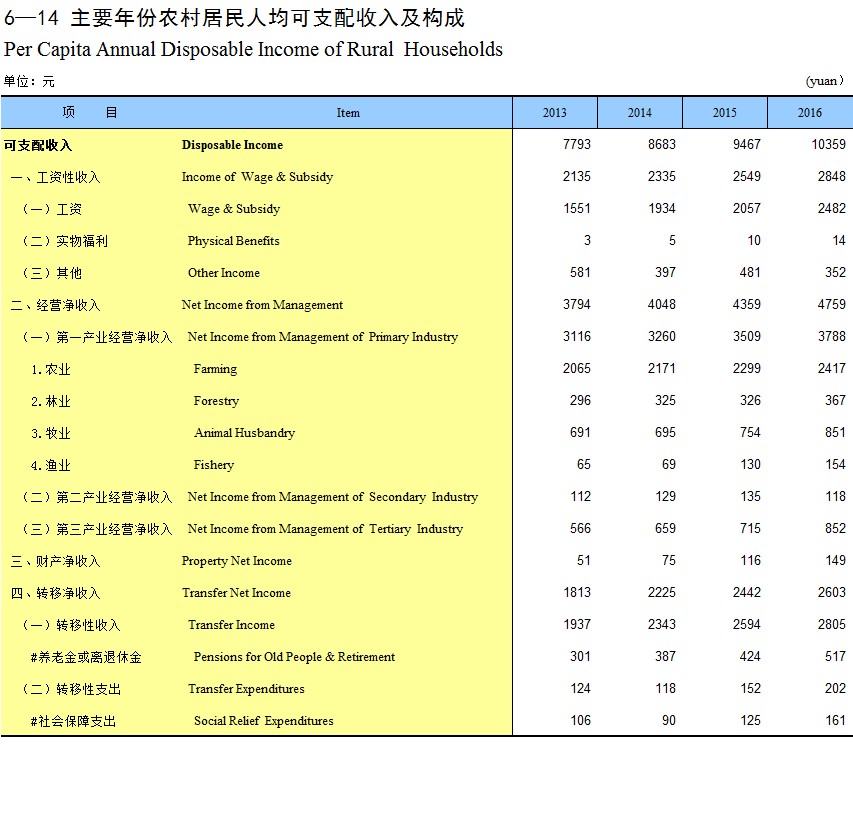 6—14 主要年份农村居民人均可支配收入及构成
Per Capita Annual Disposable Income of Rural Households
单位：元 (yuan）
项 目 Item 2013 2014 2015 2016
可支配收入 Disposable Income 7793 8683 9467 10359
一、工资性收入 Income of Wage & Subsidy 2135 2335 2549 2848
（一）工资 Wage & Subsidy 1551 1934 2057 2482
（二）实物福利 Physical Benefits 3 5 10 14
（三）其他 Other Income 581 397 481 352
二、经营净收入 Net Income from Management 3794 4048 4359 4759
（一）第一产业经营净收入 Net Income from Management of Primary Industry 3116 3260 3509 3788
1.农业 Farming 2065 2171 2299 2417
2.林业 Forestry 296 325 326 367
3.牧业 Animal Husbandry 691 695 754 851
4.渔业 Fishery 65 69 130 154
（二）第二产业经营净收入 Net Income from Management of Secondary Industry 112 129 135 118
（三）第三产业经营净收入 Net Income from Management of Tertiary Industry 566 659 715 852
三、财产净收入 Property Net Income 51 75 116 149
四、转移净收入 Transfer Net Income 1813 2225 2442 2603
（一）转移性收入 Transfer Income 1937 2343 2594 2805
#养老金或离退休金 Pensions for Old People & Retirement 301 387 424 517
（二）转移性支出 Transfer Expenditures 124 118 152 202
#社会保障支出 Social Relief Expenditures 106 90 125 161